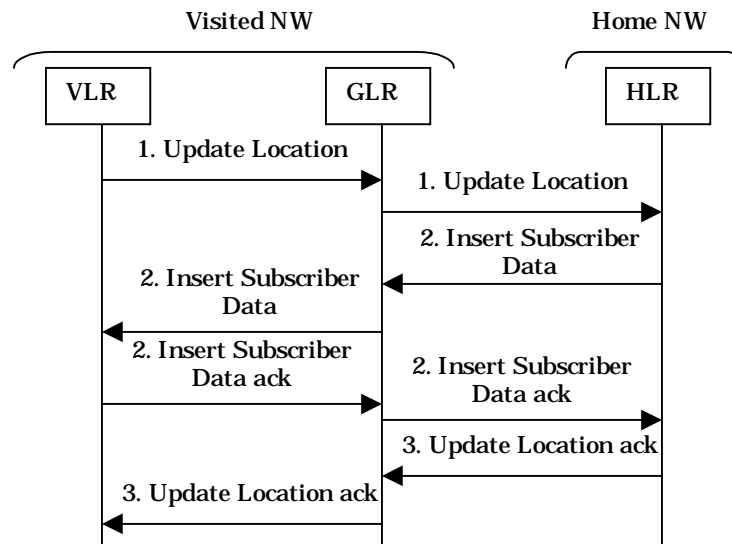 Visited NW
Home NW
VLR
GLR
HLR
1. Update Location
1. Update Location
2. Insert Subscriber
Data
2. Insert Subscriber
Data
2. Insert Subscriber
Data ack
2. Insert Subscriber
Data ack
3. Update Location ack
3. Update Location ack